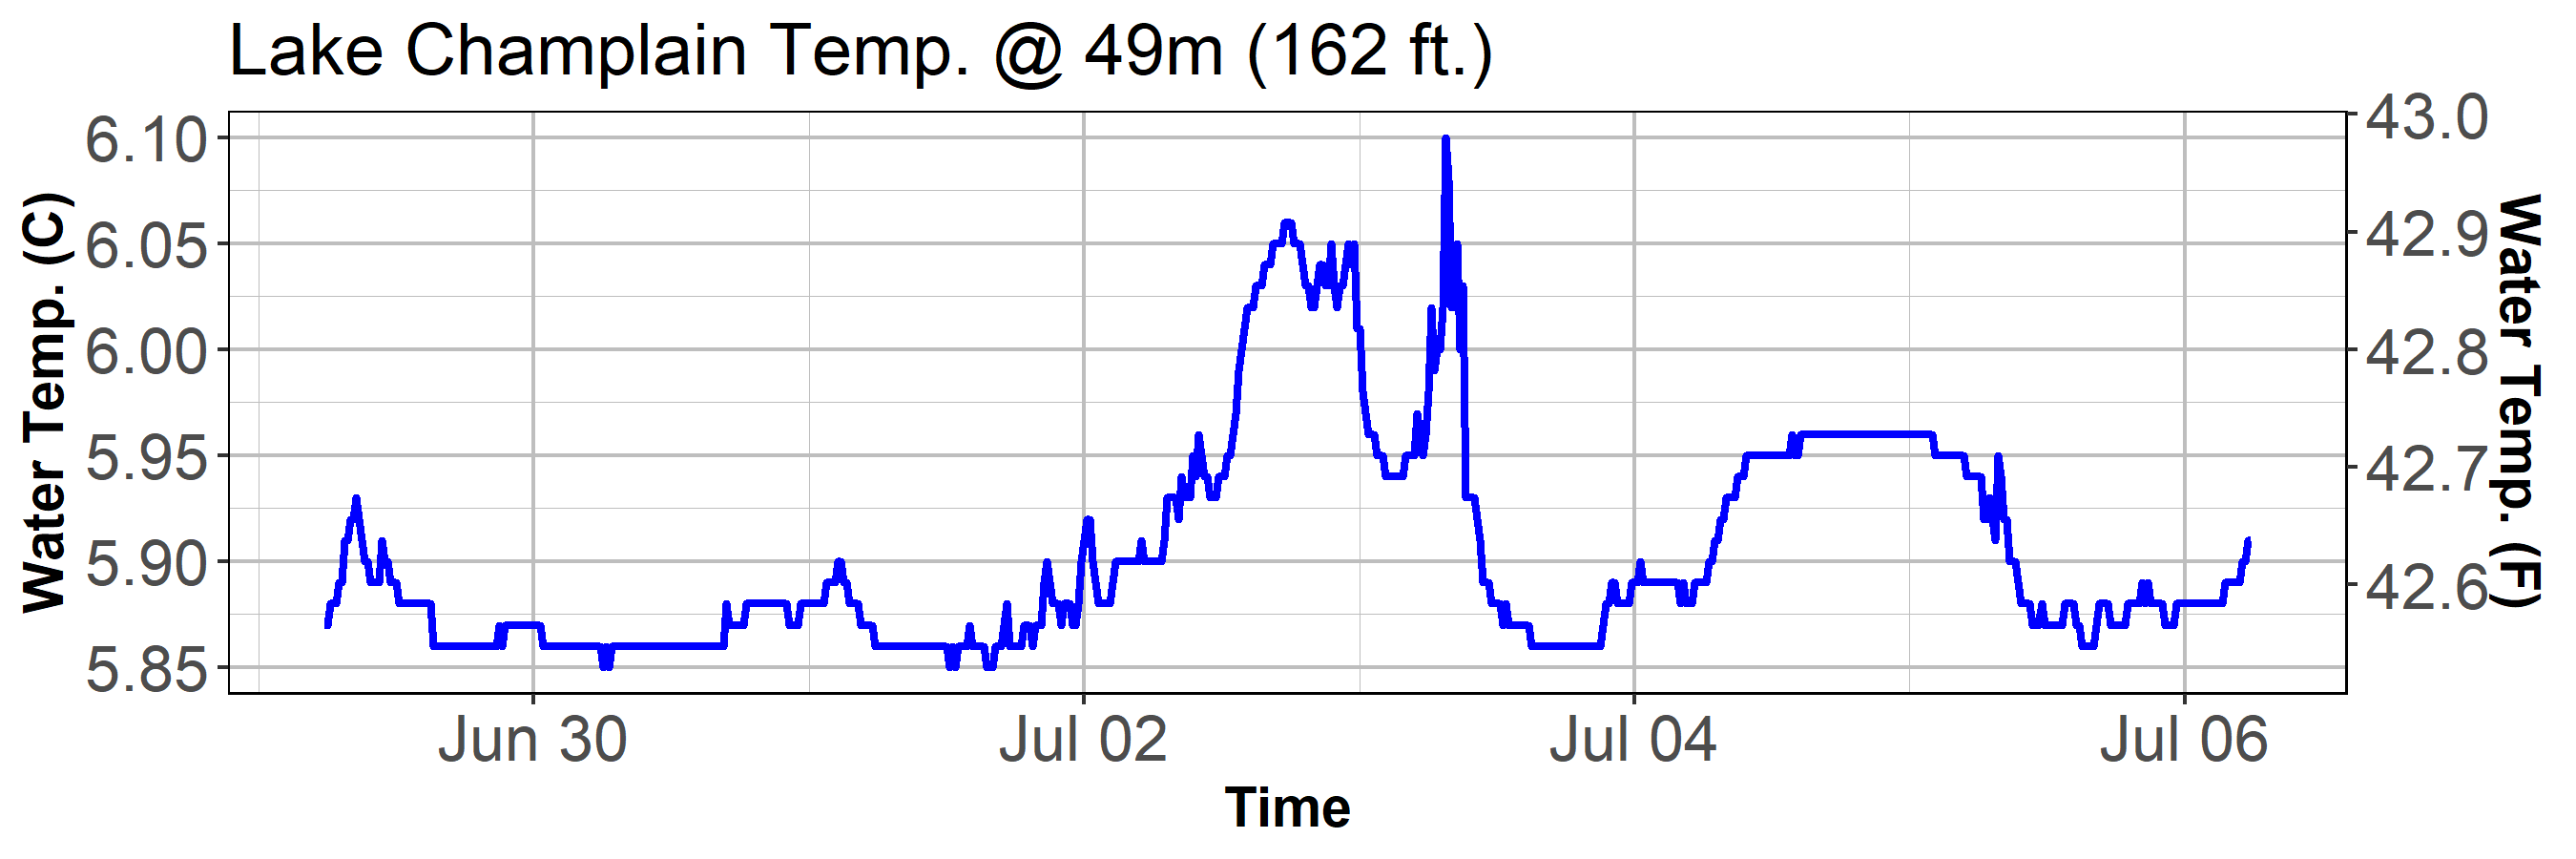 Lake Champlain Temp. @ 49m (162 ft.)
Water Temp. (C)
6.10
6.05
6.00
5.95
5.90
5.85
43.0
42.9
42.8
42.7
42.6
Water Temp. (F)
Jun 30 Jul 02 Jul 04 Jul 06
Time